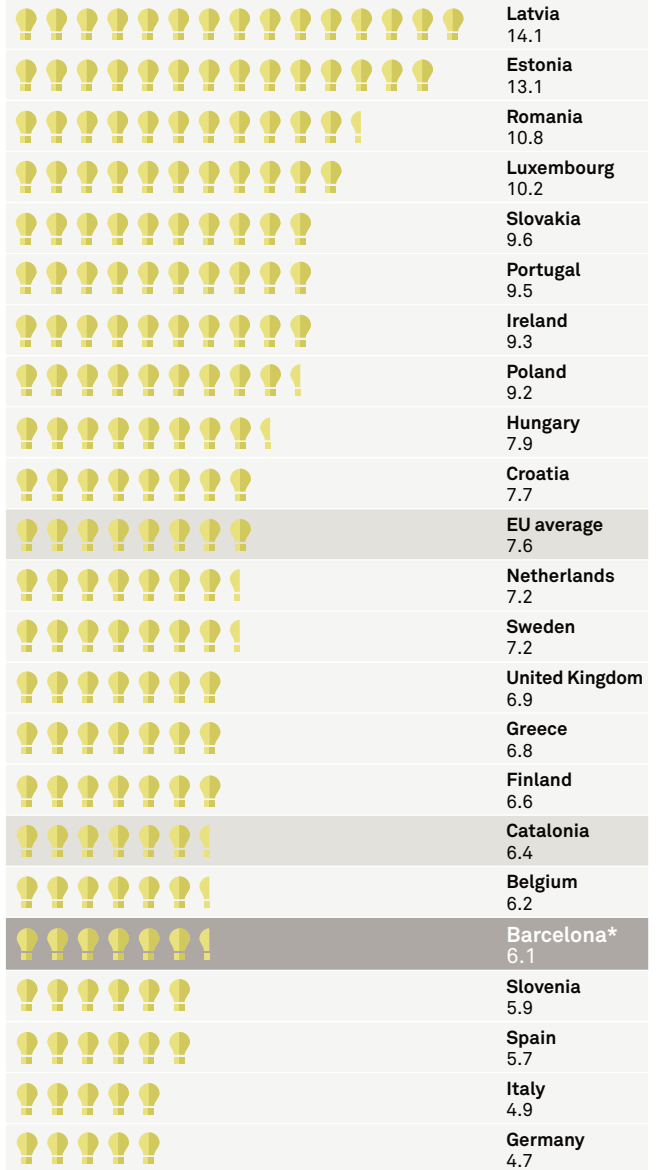 Latvia
14.1
Estonia
13.1
Romania
10.8
Luxembourg
10.2
Slovakia
9.6
Portugal
9.5
Ireland
9.3
Poland
9.2
Hungary
7.9
Croatia
7.7
EU average
7.6
Netherlands
7.2
Sweden
7.2
United Kingdom
6.9
Greece
6.8
Finland
6.6
Catalonia
6.4
Belgium
6.2
Barcelona*
6.1
Slovenia
5.9
Spain
5.7
Italy
4.9
Germany
4.7